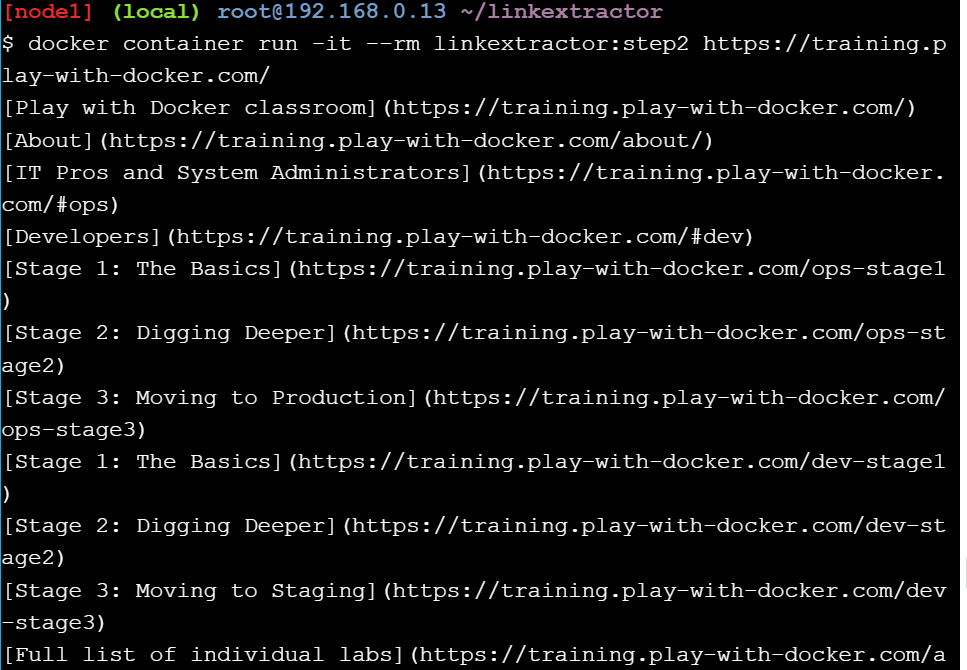 [node1] (local) root@192.168.0.13 ~/linkextractor
$ docker container run -it --rm linkextractor:step2 https://training.p
lay-with-docker.com/
[Play with Docker classroom](https://training.play-with-docker.com/)
[About](https://training.play-with-docker.com/about/)
[IT Pros and System Administrators](https://training.play-with-docker.
com/#ops)
[Developers](https://training.play-with-docker.com/#dev)
[Stage 1: The Basics](https://training.play-with-docker.com/ops-stage1
)
[Stage 2: Digging Deeper](https://training.play-with-docker.com/ops-st
age2)
[Stage 3: Moving to Production](https://training.play-with-docker.com/
ops-stage3)
[Stage 1: The Basics](https://training.play-with-docker.com/dev-stage1
)
[Stage 2: Digging Deeper](https://training.play-with-docker.com/dev-st
age2)
[Stage 3: Moving to Staging](https://training.play-with-docker.com/dev
-stage3)
[Full list of individual labs](https://training.play-with-docker.com/a